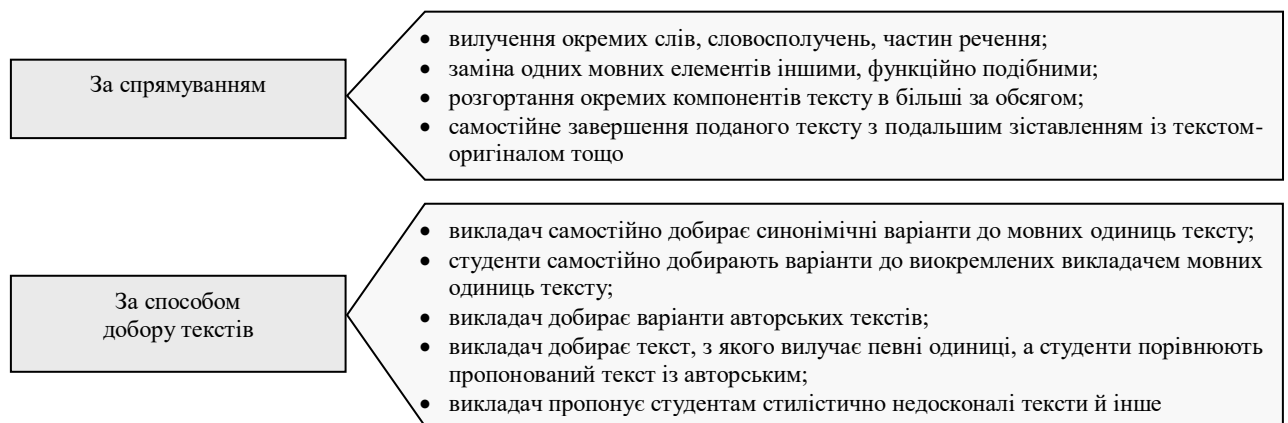 За спрямуванням
• вилучення окремих слів, словосполучень, частин речення;
• заміна одних мовних елементів іншими, функційно подібними;
• розгортання окремих компонентів тексту в більші за обсягом;
• самостійне завершення поданого тексту з подальшим зіставленням із текстом-
оригіналом тощо
За способом
добору текстів
• викладач самостійно добирає синонімічні варіанти до мовних одиниць тексту;
• студенти самостійно добирають варіанти до виокремлених викладачем мовних
одиниць тексту;
• викладач добирає варіанти авторських текстів;
• викладач добирає текст, з якого вилучає певні одиниці, а студенти порівнюють
пропонований текст із авторським;
• викладач пропонує студентам стилістично недосконалі тексти й інше